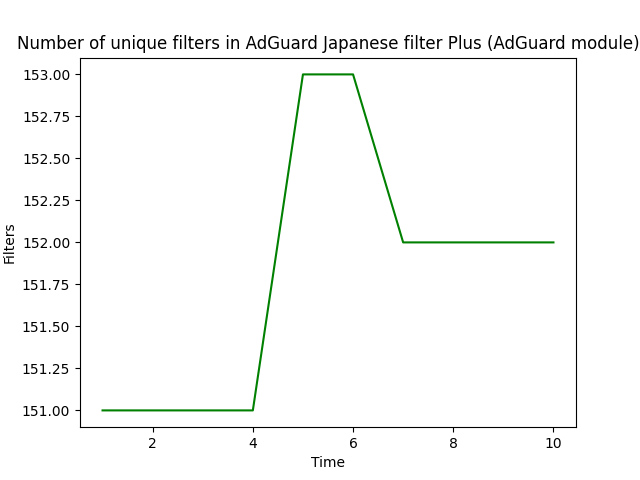 Number of unique filters in AdGuard Japanese filter Plus (AdGuard module)
153.00
152.75
152.50
152.25
152.00
151.75
151.50
151.25
151.00
Filters
2 4 6 8 10
Time